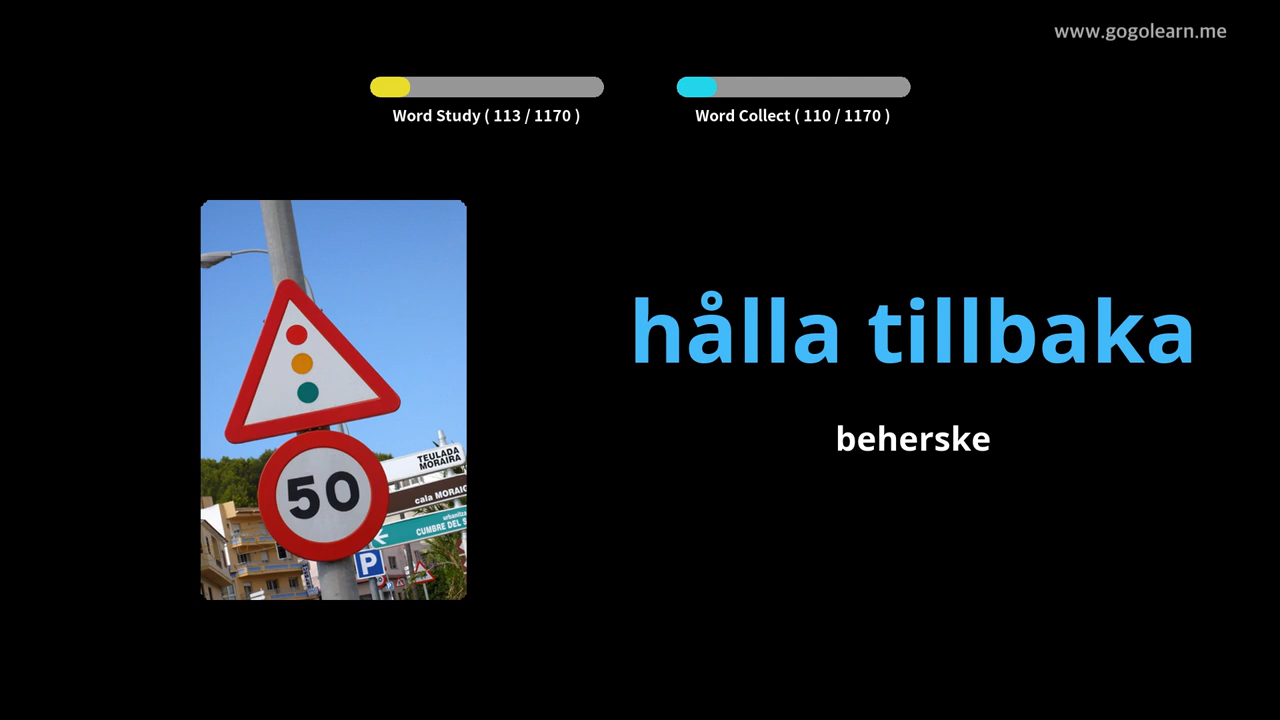 www.gogolearn.me
Word Study ( 113 / 1170 )
Word Collect ( 110 / 1170 )
hålla tillbaka
beherske
50
TEULADA
MORAIRA
cala MORAIG
CUMBRE DEL S
P